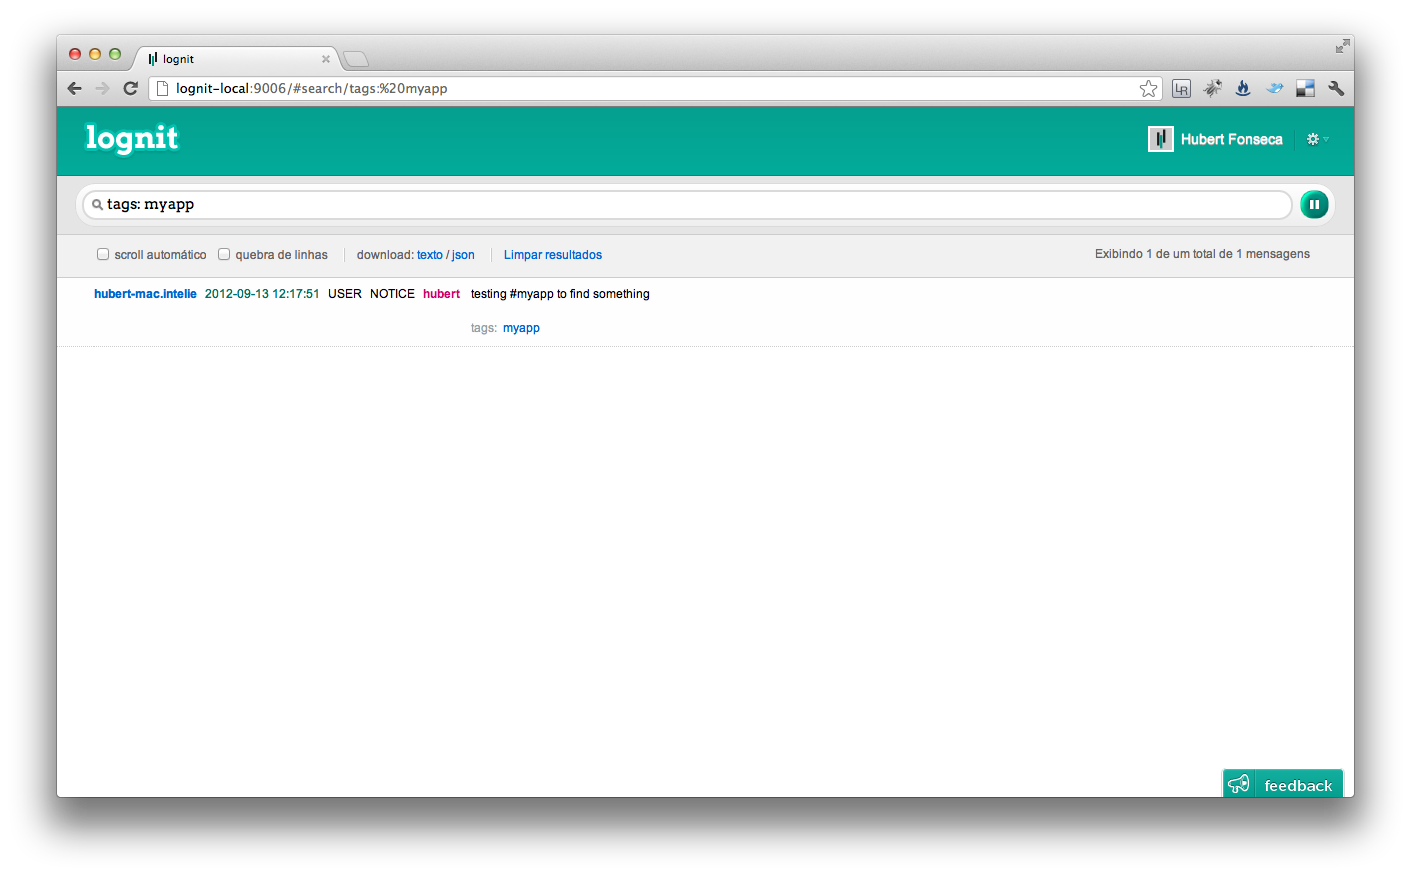 lognit
lognit-local:9006/#search/tags:%20myapp
LR
lognit
Hubert Fonseca
tags: myapp
scroll automático quebra de linhas download: texto / json Limpar resultados Exibindo 1 de um total de 1 mensagens
hubert-mac.intelie 2012-09-13 12:17:51 USER NOTICE hubert testing #myapp to find something
tags: myapp
feedback